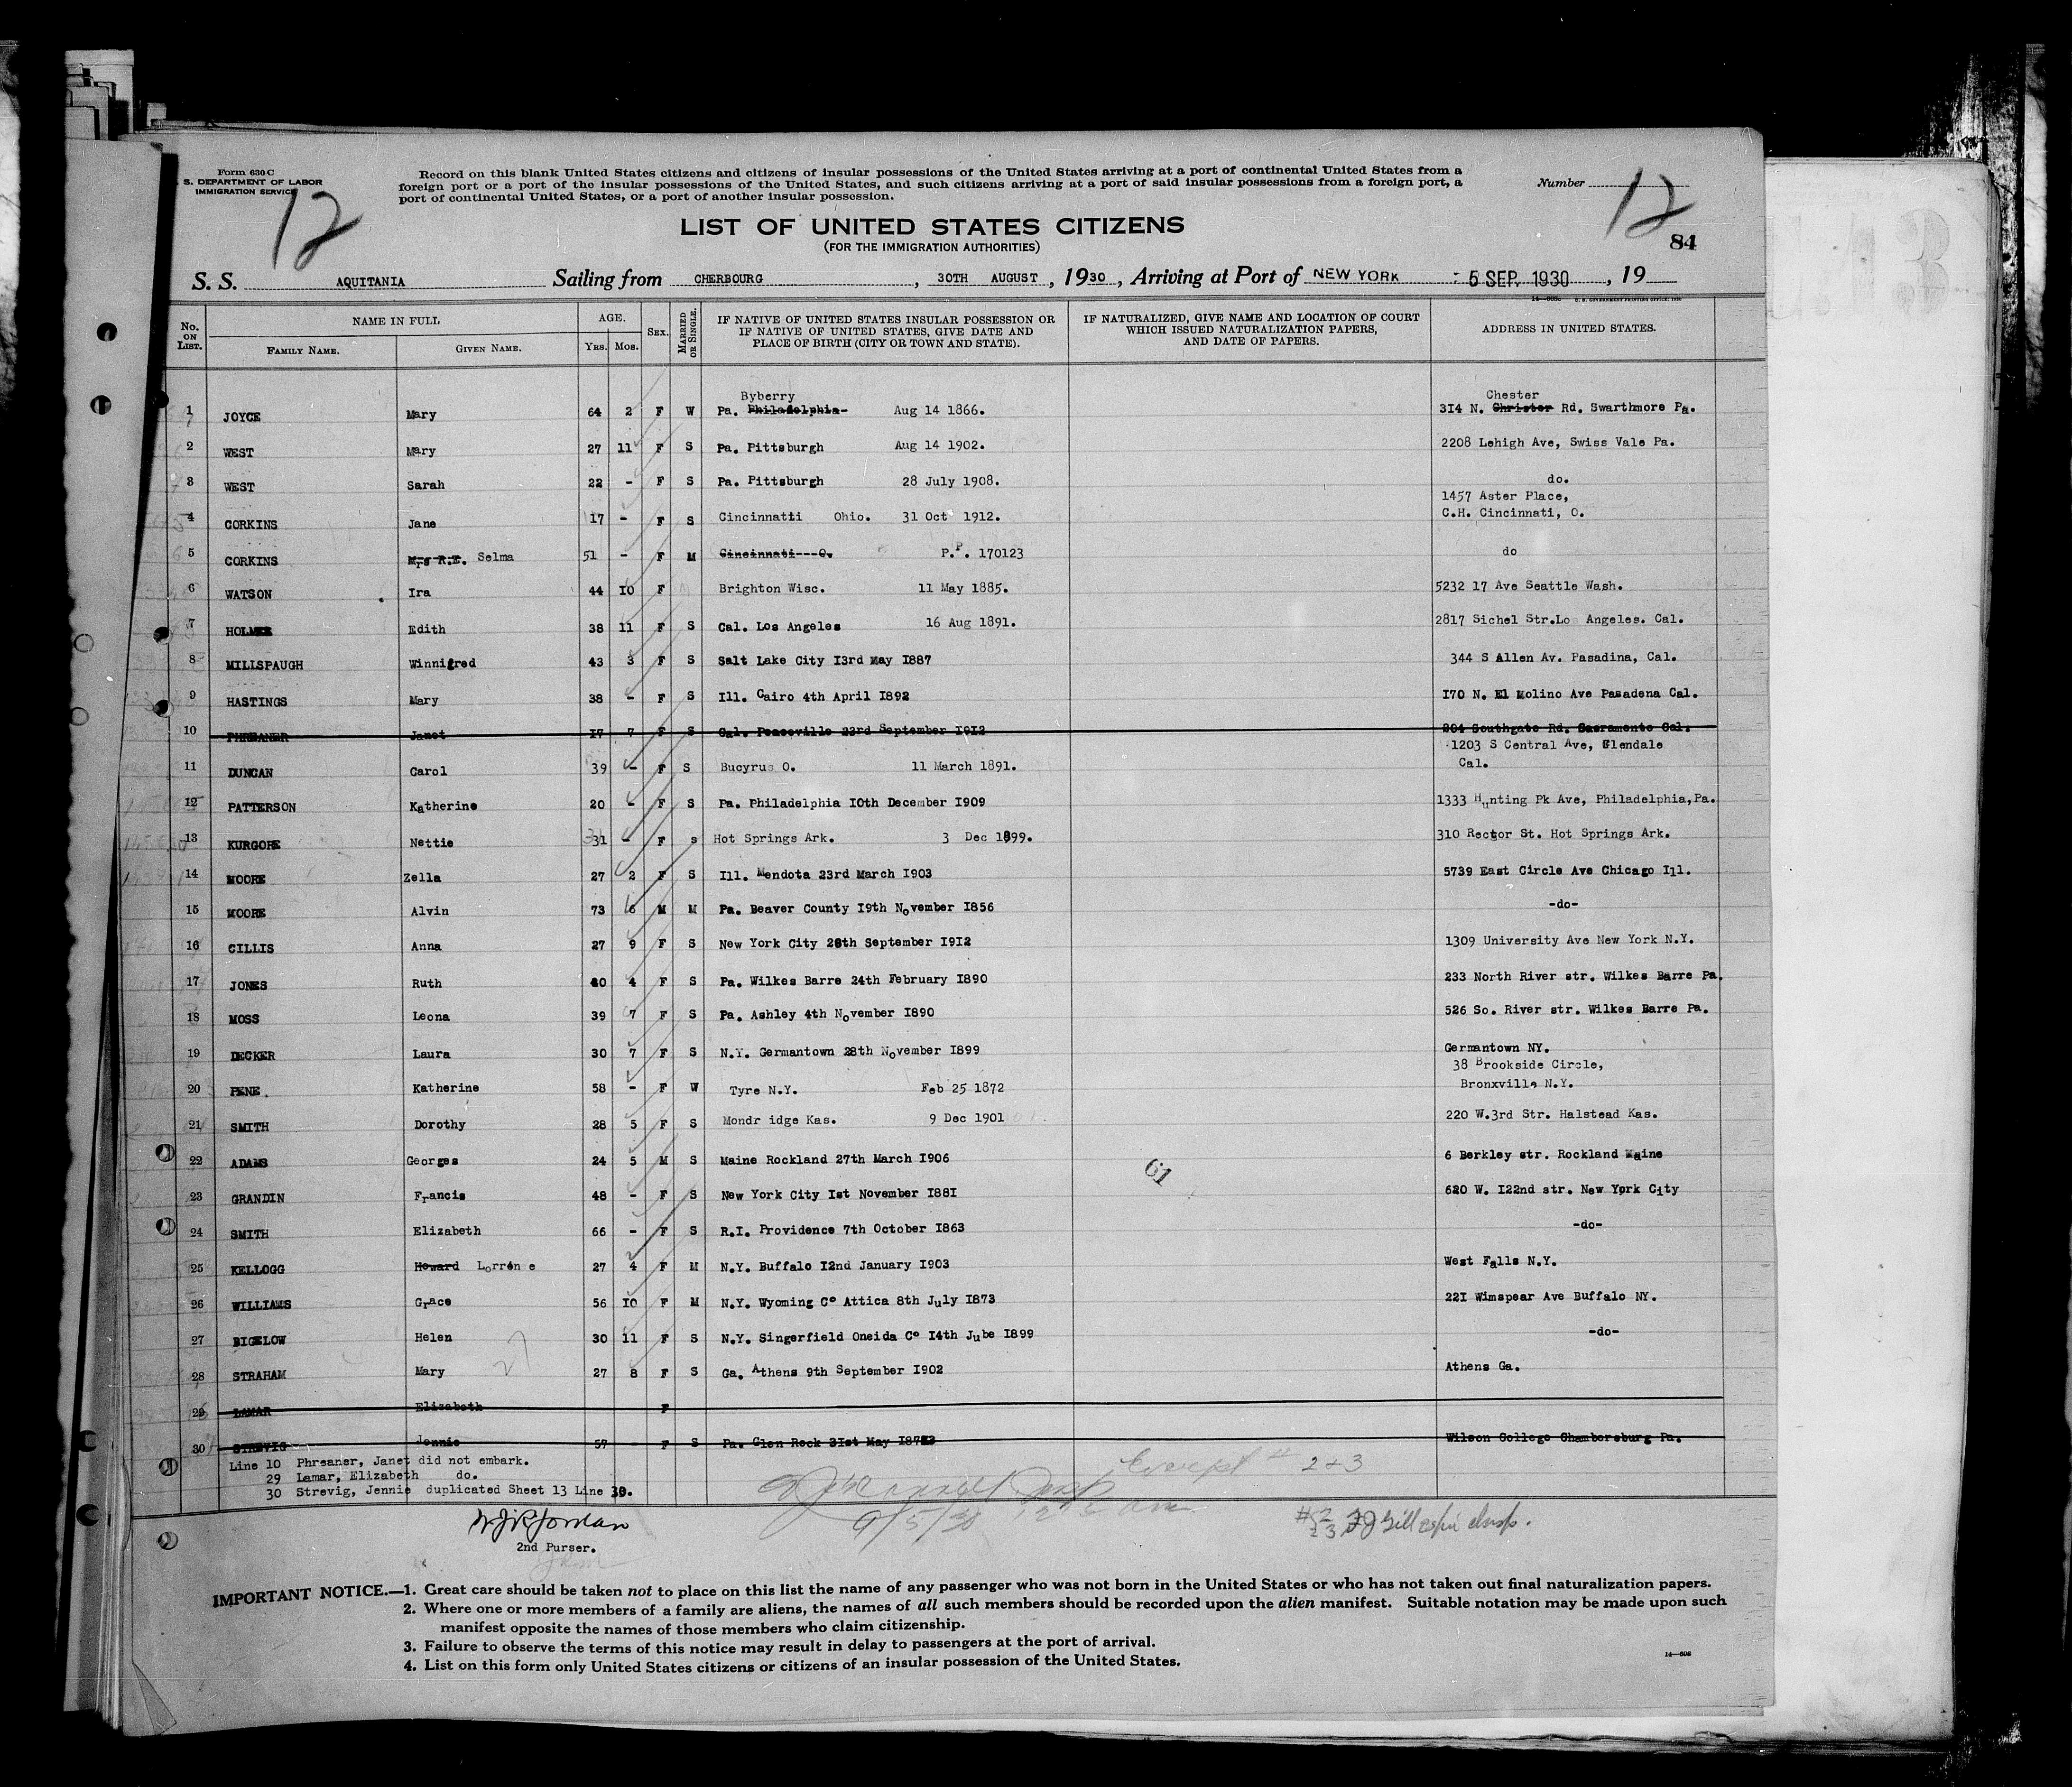 Form 630 C
S. DEPARTMENT OF LABOR
IMMIGRATION SERVICE
12
Record on this blank United States citizens and citizens of insular possessions of the United States arriving at a port of continental United States from a
foreign port or a port of the insular possessions of the United States, and such citizens arriving at a port of said insular possessions from a foreign port, a
port of continental United States, or a port of another insular possession.
Number
12
84
LIST OF UNITED STATES CITIZENS
(FOR THE IMMIGRATION AUTHORITIES)
S. S. AQUITANIA Sailing from CHERBOURG , 30TH AUGUST , 1930 , Arriving at Port of NEW YORK - 5 SEP. 1930 , 19
No. ON LIST. NAME IN FULL AGE. SEX. MARRIED OR SINGLE. IF NATIVE OF UNITED STATES INSULAR POSSESSION OR IF NATIVE OF UNITED STATES, GIVE DATE AND PLACE OF BIRTH (CITY OR TOWN AND STATE). IF NATURALIZED, GIVE NAME AND LOCATION OF COURT WHICH ISSUED NATURALIZATION PAPERS, AND DATE OF PAPERS. ADDRESS IN UNITED STATES.
FAMILY NAME. GIVEN NAME. YRS. MOS.
Byberry Chester
1 JOYCE Mary 64 2 F W Pa. Philadelphia- Aug 14 1866. 314 N. Christer Rd. Swarthmore Pa.
2 WEST Mary 27 11 F S Pa. Pittsburgh Aug 14 1902. 2208 Lehigh Ave, Swiss Vale Pa.
3 WEST Sarah 22 - F S Pa. Pittsburgh 28 July 1908. do.
1457 Aster Place,
4 CORKINS Jane 17 - F S Cincinnatti Ohio. 31 Oct 1912. C.H. Cincinnati, O.
5 CORKINS Mrs R.E. Selma 51 - F M Cincinnati---O. P.P. 170123 do
6 WATSON Ira 44 10 F Brighton Wisc. 11 May 1885. 5232 17 Ave Seattle Wash.
7 HOLMES Edith 38 11 F S Cal. Los Angeles 16 Aug 1891. 2817 Sichel Str.Lo Angeles. Cal.
8 MILLSPAUGH Winnifred 43 3 F S Salt Lake City 13rd May 1887 344 S Allen Av. Pasadina, Cal.
9 HASTINGS Mary 38 - F S Ill. Cairo 4th April 1892 170 N. El Molino Ave Pasadena Cal.
10 PHREANER Janet 17 7 F S Cal. Peaceville 23rd September 1912 204 Southgate Rd. Sacramento Cal.
1203 S Central Ave, Glendale
11 DUNCAN Carol 39 - F S Bucyrus O. 11 March 1891. Cal.
12 PATTERSON Katherine 20 - F S Pa. Philadelphia 10th December 1909 1333 Hunting Pk Ave, Philadelphia,Pa.
13 KURGORE Nettie 31 - F s Hot Springs Ark. 3 Dec 1899. 310 Rector St. Hot Springs Ark.
14 MOORE Zella 27 2 F S Ill. Mendota 23rd March 1903 5739 East Circle Ave Chicago Ill.
15 MOORE Alvin 73 6 M M Pa. Beaver County 19th November 1856 -do-
16 GILLIS Anna 27 9 F S New York City 28th September 1912 1309 University Ave New York N.Y.
17 JONES Ruth 40 4 F S Pa. Wilkes Barre 24th February 1890 233 North River str. Wilkes Barre Pa.
18 MOSS Leona 39 7 F S Pa. Ashley 4th November 1890 526 So. River str. Wilkes Barre Pa.
19 DECKER Laura 30 7 F S N.Y. Germantown 28th November 1899 Germantown NY.
38 Brookside Circle,
20 PENE. Katherine 58 - F W Tyre N.Y. Feb 25 1872 Bronxville N.Y.
21 SMITH Dorothy 28 5 F S Mondr idge Kas. 9 Dec 1901 220 W.3rd Str. Halstead Kas.
22 ADAMS Georges 24 5 M S Maine Rockland 27th March 1906 6 Berkley str. Rockland Maine
61
23 GRANDIN Francis 48 - F S New York City 1st November 1881 620 W. 122nd str. New York City
24 SMITH Elizabeth 66 - F S R.I. Providence 7th October 1863 -do-
25 KELLOGG Howard Lorréne 27 4 F M N.Y. Buffalo 12nd January 1903 West Falls N.Y.
26 WILLIAMS Grace 56 10 F M N.Y. Wyoming Co Attica 8th July 1873 221 Wimspear Ave Buffalo NY.
27 BIGELOW Helen 30 11 F S N.Y. Singerfield Oneida Co 14th Jube 1899 -do-
27
28 STRAHAM Mary 27 8 F S Ga. Athens 9th September 1902 Athens Ga.
29 LAMAR Elizabeth F
30 STREVIG Jennie 57 - F S Pa. Glen Rock 31st May 1873 Wilson College Chambersburg Pa.
Line 10 Phreaner, Janet did not embark.
29 Lamar, Elizabeth do.
30 Strevig, Jennie duplicated Sheet 13 Line 30.
Except # 2+3
9/5/30
#2 3 Gillespie Insp.
2nd Purser.
IMPORTANT NOTICE.—1. Great care should be taken not to place on this list the name of any passenger who was not born in the United States or who has not taken out final naturalization papers.
2. Where one or more members of a family are aliens, the names of all such members should be recorded upon the alien manifest. Suitable notation may be made upon such
manifest opposite the names of those members who claim citizenship.
3. Failure to observe the terms of this notice may result in delay to passengers at the port of arrival.
4. List on this form only United States citizens or citizens of an insular possession of the United States.
14—606